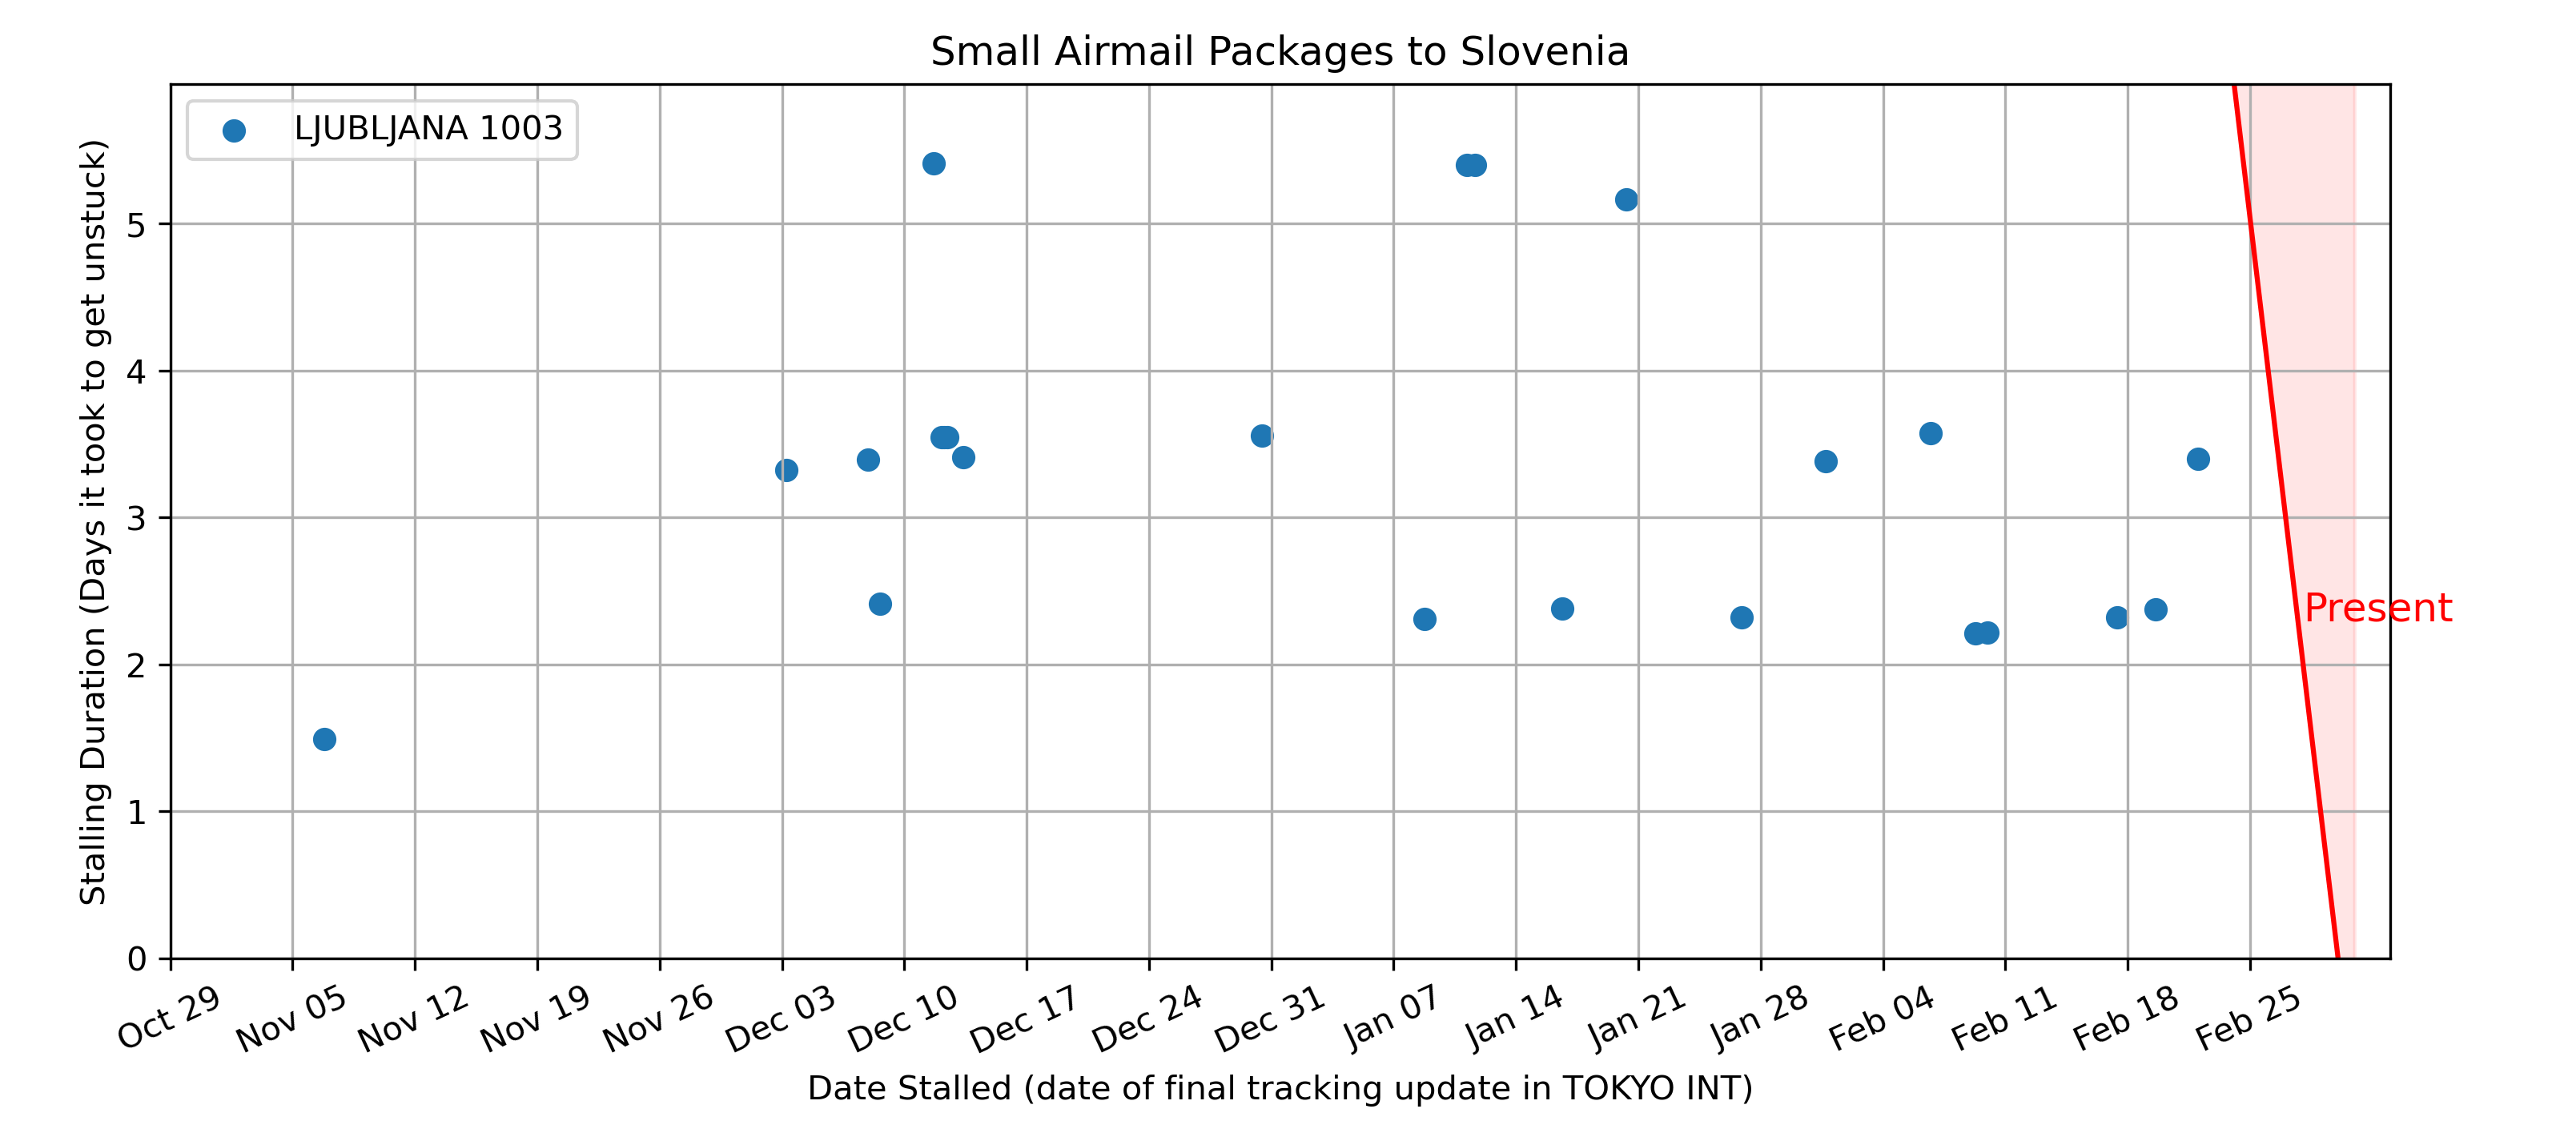 Small Airmail Packages to Slovenia
LJUBLJANA 1003
Stalling Duration (Days it took to get unstuck)
5
4
3
2
1
0
Present
Oct 29
Nov 05
Nov 12
Nov 19
Nov 26
Dec 03
Dec 10
Dec 17
Dec 24
Dec 31
Jan 07
Jan 14
Jan 21
Jan 28
Feb 04
Feb 11
Feb 18
Feb 25
Date Stalled (date of final tracking update in TOKYO INT)